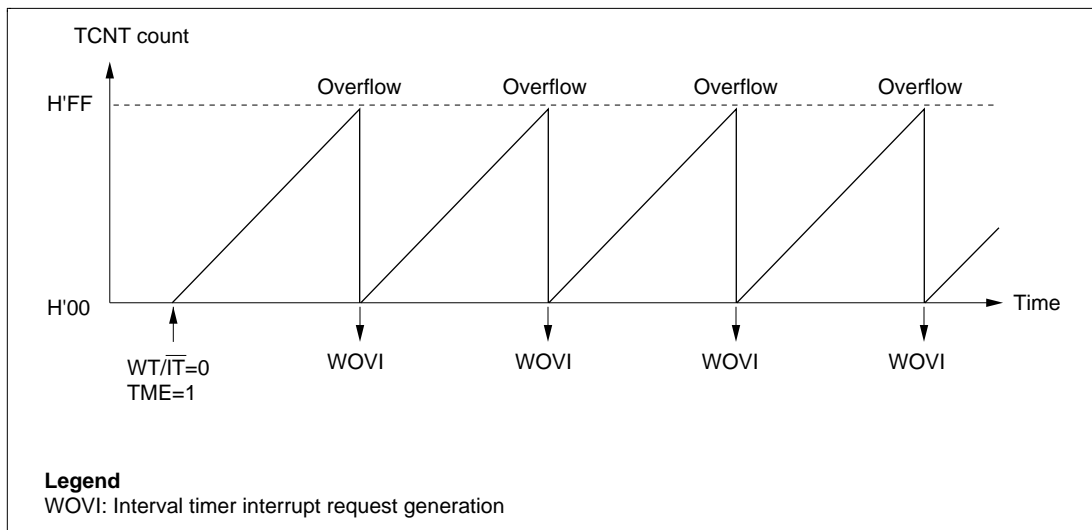 TCNT count
H'FF
Overflow Overflow Overflow Overflow
H'00
Time
WT/I̅T̅=0
TME=1
WOVI WOVI WOVI WOVI
Legend
WOVI: Interval timer interrupt request generation